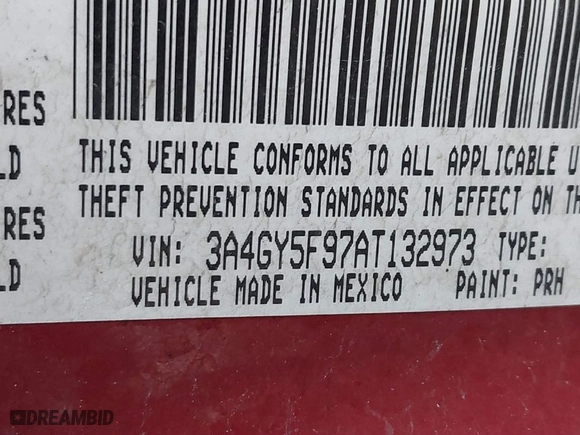 RES
LD
RES
LD
THIS VEHICLE CONFORMS TO ALL APPLICABLE U
THEFT PREVENTION STANDARDS IN EFFECT ON TH
VIN: 3A4GY5F97AT132973 TYPE:
VEHICLE MADE IN MEXICO PAINT: PRH
DREAMBID